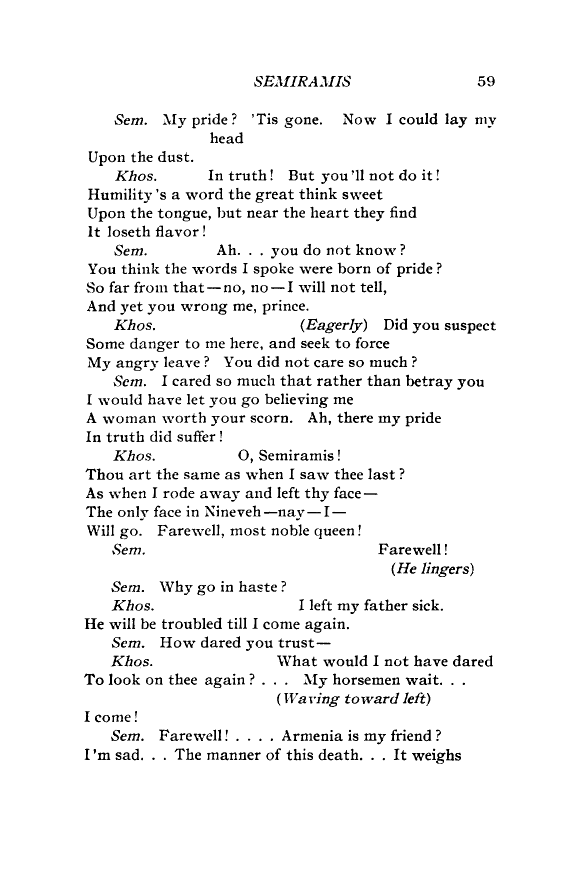 SEMIRAMIS 59
Sem. My pride? 'Tis gone. Now I could lay my
head
Upon the dust.
Khos. In truth! But you'll not do it!
Humility's a word the great think sweet
Upon the tongue, but near the heart they find
It loseth flavor!
Sem. Ah. . . you do not know?
You think the words I spoke were born of pride?
So far from that—no, no—I will not tell,
And yet you wrong me, prince.
Khos. (Eagerly) Did you suspect
Some danger to me here, and seek to force
My angry leave? You did not care so much?
Sem. I cared so much that rather than betray you
I would have let you go believing me
A woman worth your scorn. Ah, there my pride
In truth did suffer!
Khos. O, Semiramis!
Thou art the same as when I saw thee last?
As when I rode away and left thy face—
The only face in Nineveh—nay—I—
Will go. Farewell, most noble queen!
Sem. Farewell!
(He lingers)
Sem. Why go in haste?
Khos. I left my father sick.
He will be troubled till I come again.
Sem. How dared you trust—
Khos. What would I not have dared
To look on thee again? . . . My horsemen wait. . .
(Waving toward left)
I come!
Sem. Farewell! . . . . Armenia is my friend?
I'm sad. . . The manner of this death. . . It weighs